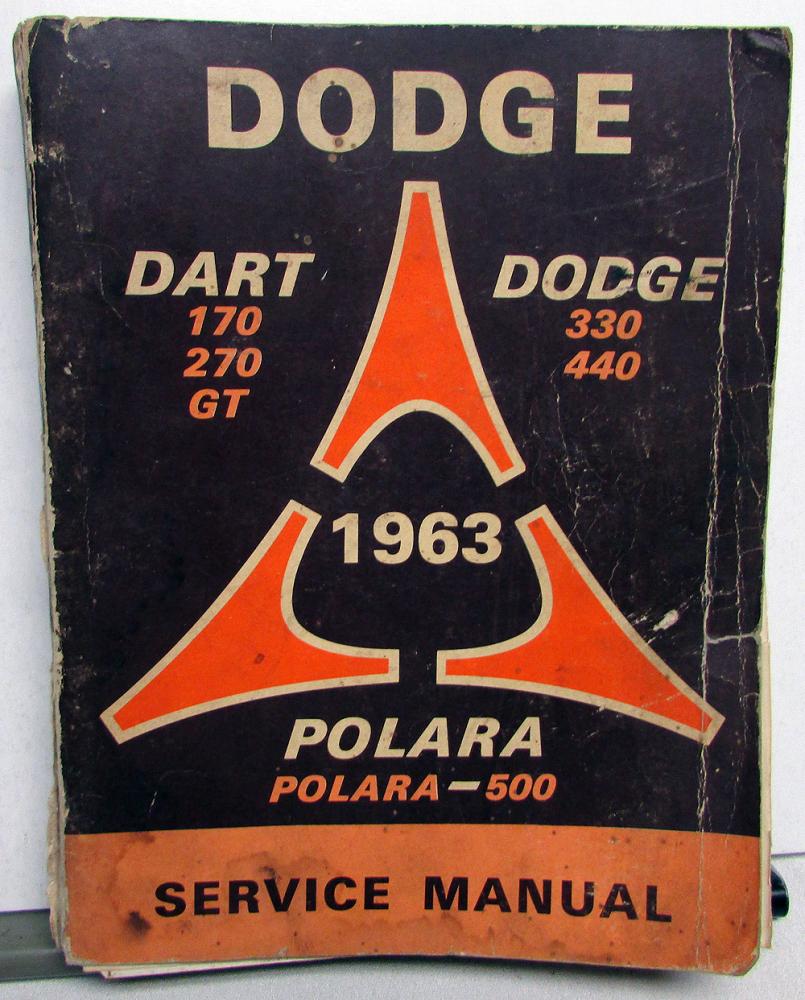 DODGE
DART
170
270
GT
DODGE
330
440
1963
POLARA
POLARA-500
SERVICE MANUAL